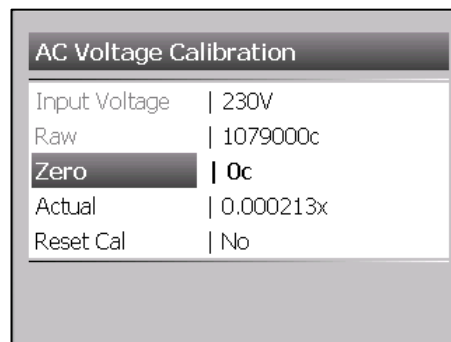 AC Voltage Calibration
Input Voltage | 230V
Raw | 1079000c
Zero | 0c
Actual | 0.000213x
Reset Cal | No